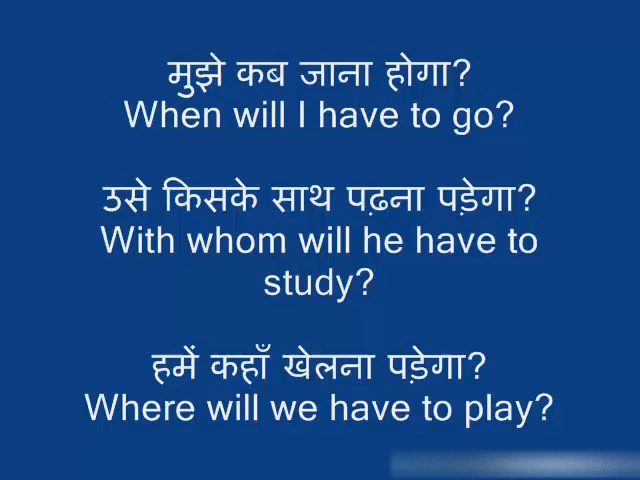 मुझे कब जाना होगा?
When will I have to go?
उसे किसके साथ पढ़ना पड़ेगा?
With whom will he have to
study?
हमें कहाँ खेलना पड़ेगा?
Where will we have to play?